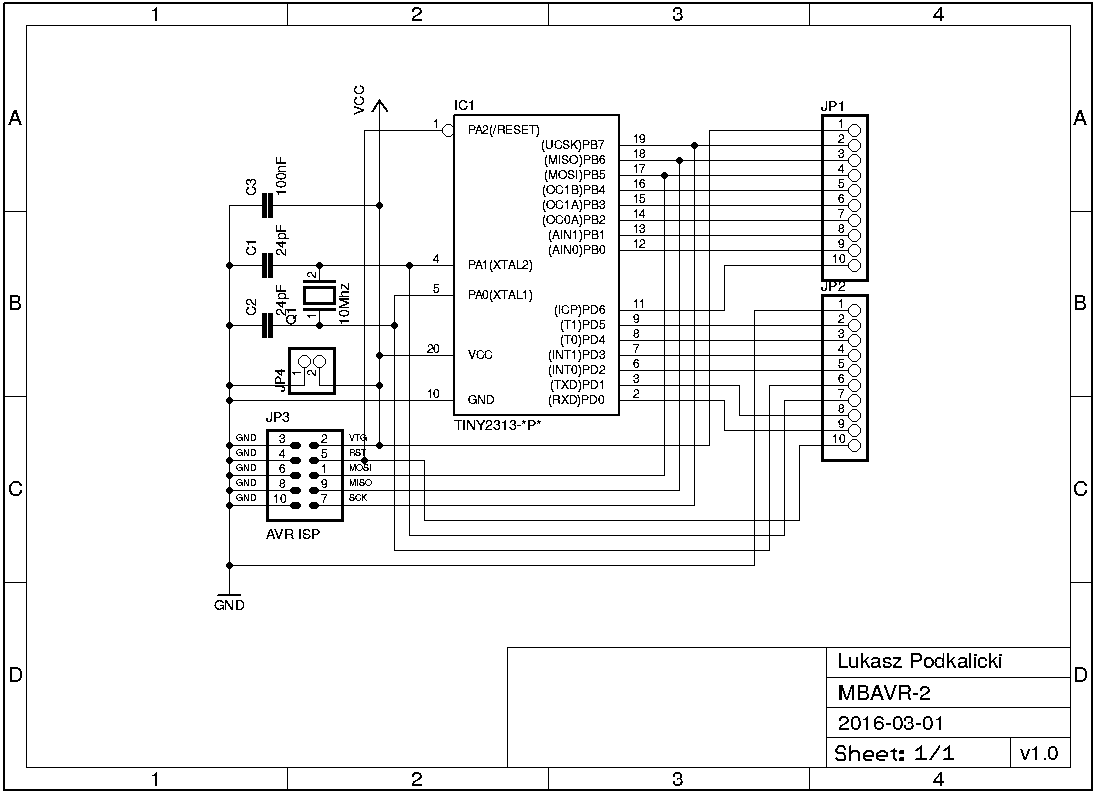 1 2 3 4
A A
B B
C C
D D
VCC
IC1
1 PA2(/RESET)
4 PA1(XTAL2)
5 PA0(XTAL1)
20 VCC
10 GND
(UCSK)PB7 19
(MISO)PB6 18
(MOSI)PB5 17
(OC1B)PB4 16
(OC1A)PB3 15
(OC0A)PB2 14
(AIN1)PB1 13
(AIN0)PB0 12
(ICP)PD6 11
(T1)PD5 9
(T0)PD4 8
(INT1)PD3 7
(INT0)PD2 6
(TXD)PD1 3
(RXD)PD0 2
TINY2313-*P*
JP1
1
2
3
4
5
6
7
8
9
10
JP2
1
2
3
4
5
6
7
8
9
10
C3 100nF
C1 24pF
C2 24pF
Q1 10Mhz
2
1
JP4
1 2
JP3
GND 3 2 VTG
GND 4 5 RST
GND 6 1 MOSI
GND 8 9 MISO
GND 10 7 SCK
AVR ISP
GND
Lukasz Podkalicki
MBAVR-2
2016-03-01
Sheet: 1/1 v1.0
1 2 3 4